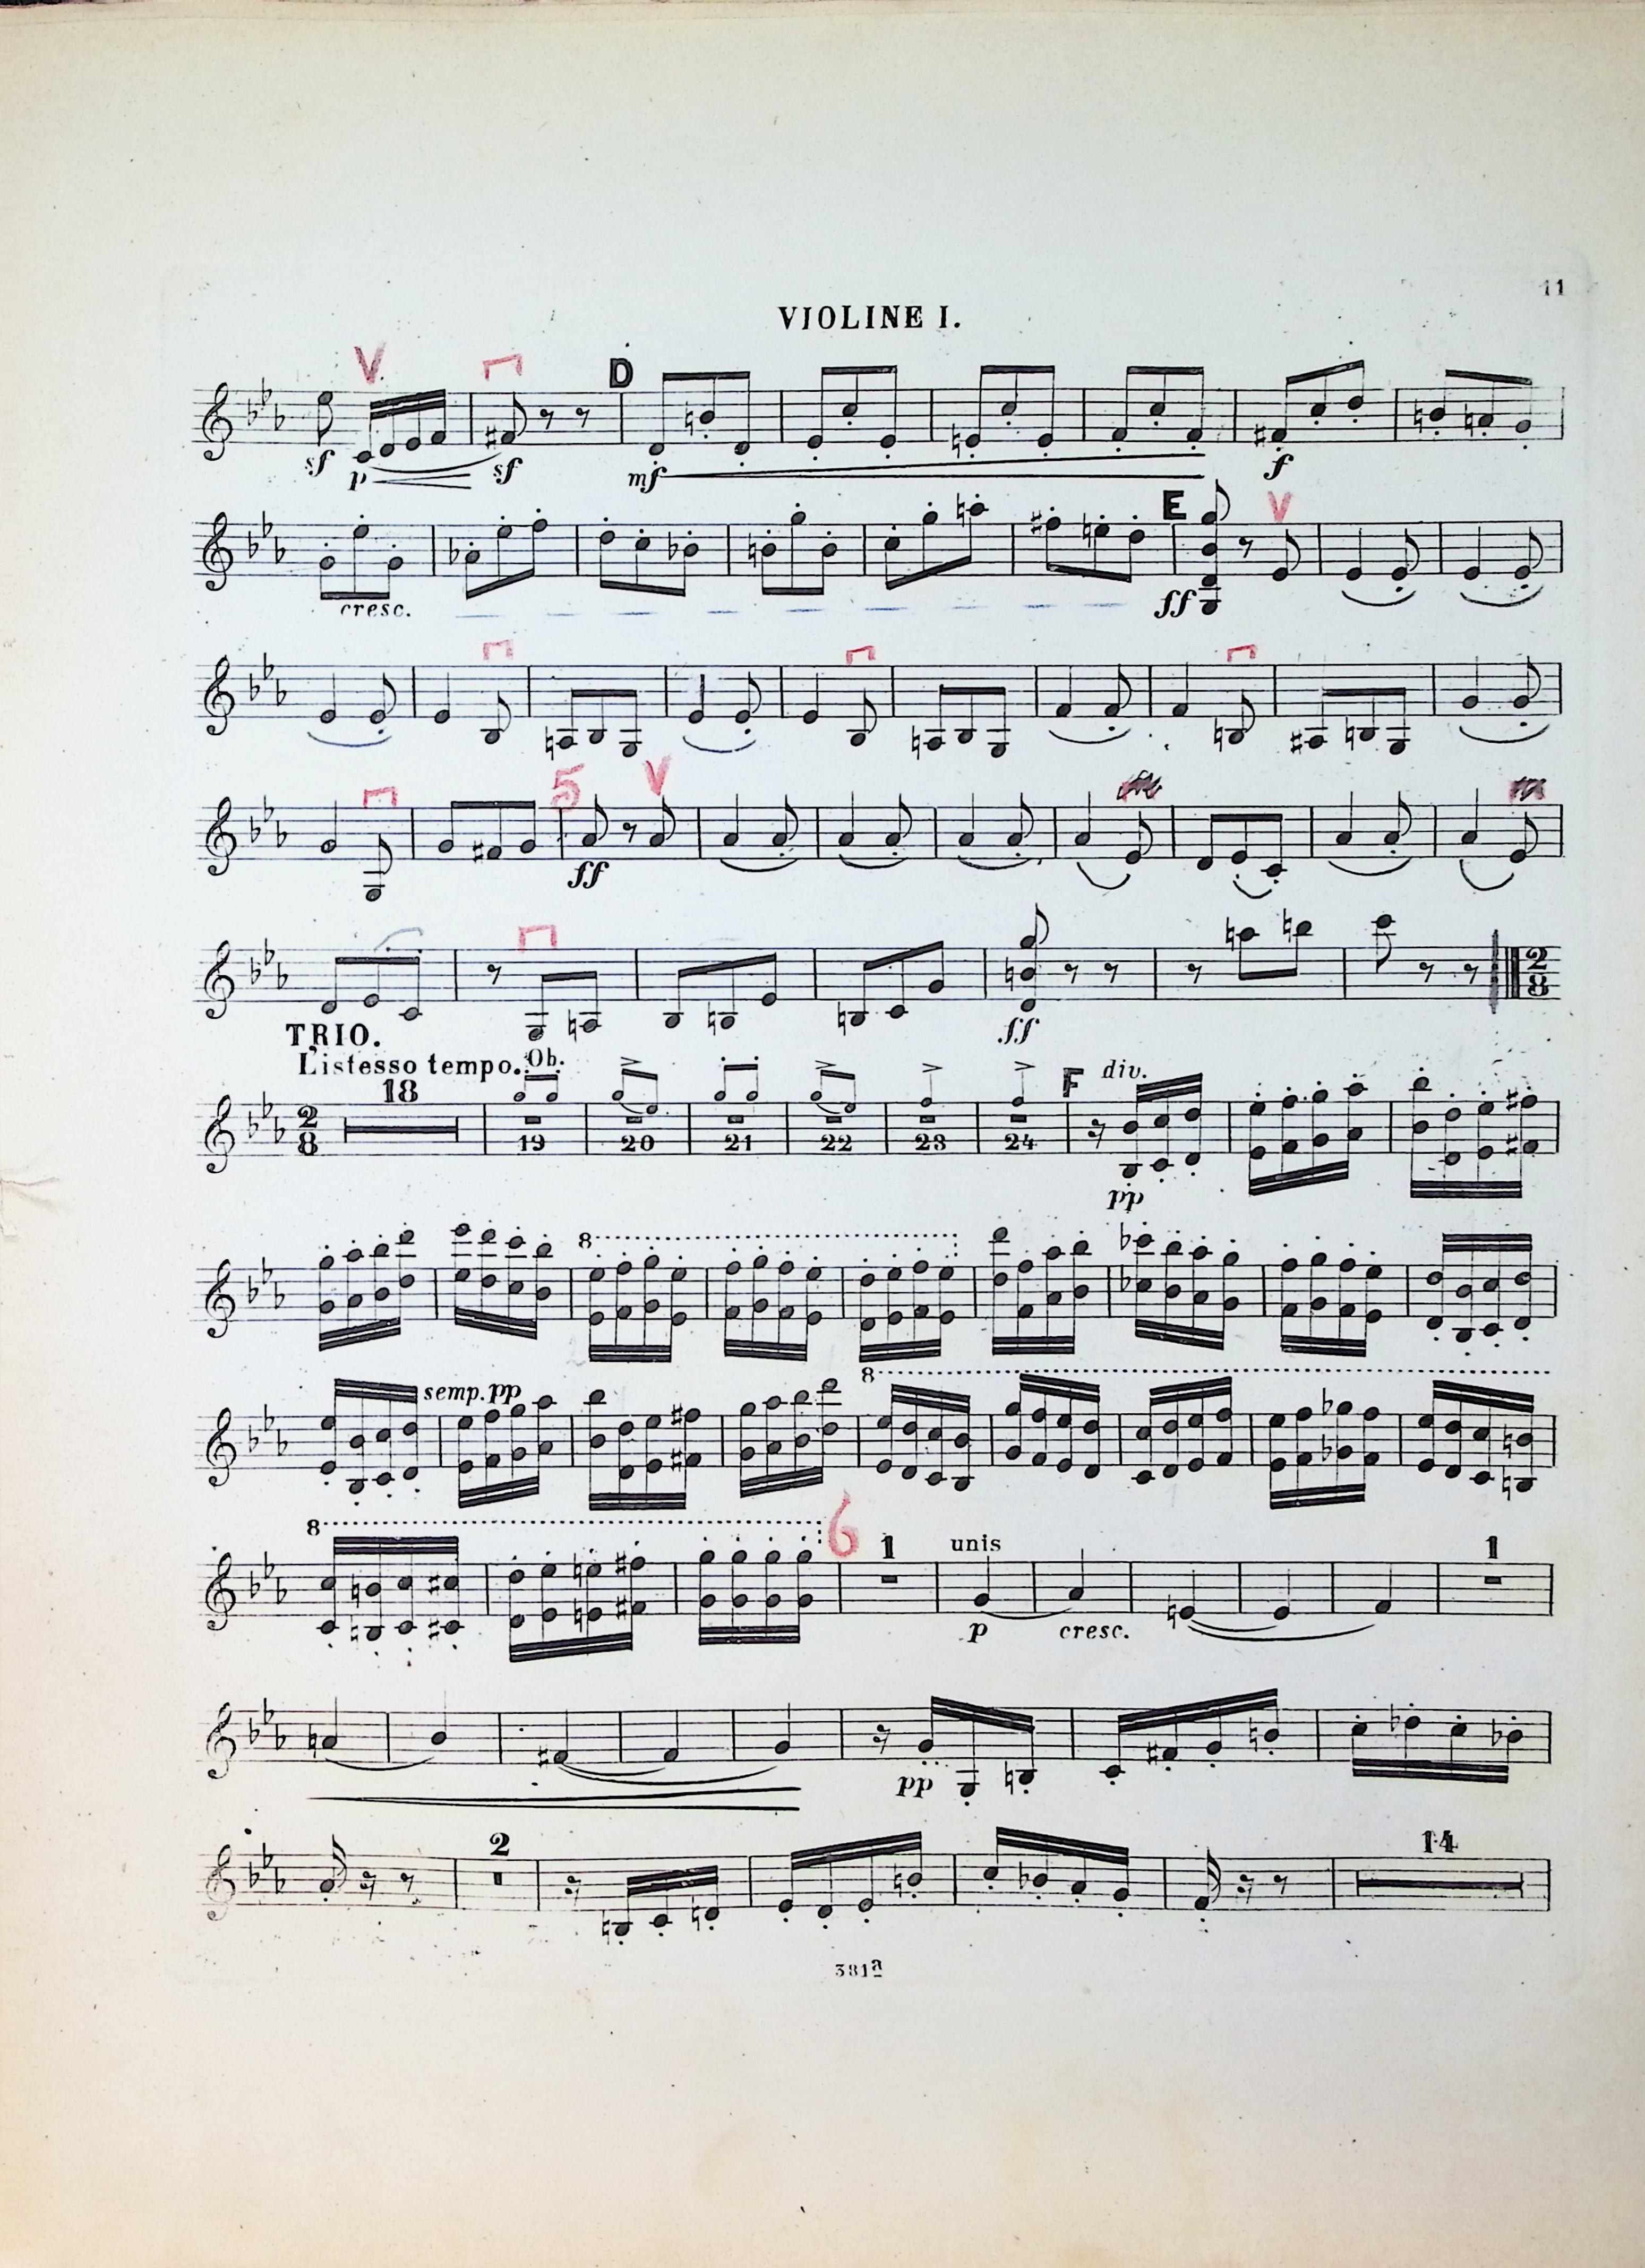 11
VIOLINE I.
V D
sf p sf mf f
E V
cresc. ff
5 V
ff
ff 2 8
TRIO.
L'istesso tempo. Ob.
18 F div.
2 8 19 20 21 22 23 24
pp
8
semp. pp 8
8 6 1 unis 1
p cresc.
pp
2 14
381a